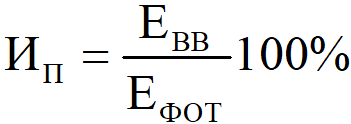 И_П = Е_ВВ / Е_ФОТ 100%